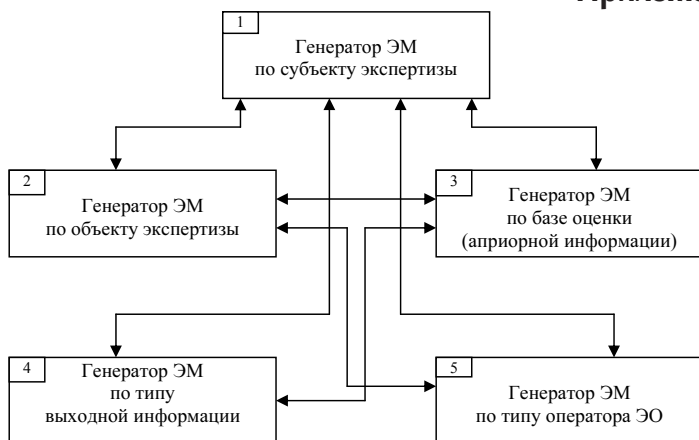 1
Генератор ЭМ
по субъекту экспертизы
2
Генератор ЭМ
по объекту экспертизы
3
Генератор ЭМ
по базе оценки
(априорной информации)
4
Генератор ЭМ
по типу
выходной информации
5
Генератор ЭМ
по типу оператора ЭО